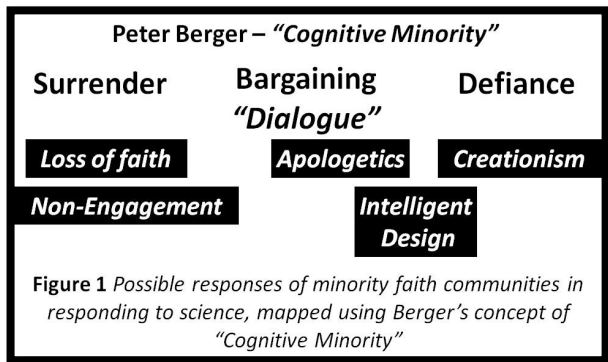 Peter Berger – “Cognitive Minority”
Surrender
Bargaining
“Dialogue”
Defiance
Loss of faith
Apologetics
Creationism
Non-Engagement
Intelligent
Design
Figure 1 Possible responses of minority faith communities in
responding to science, mapped using Berger’s concept of
“Cognitive Minority”